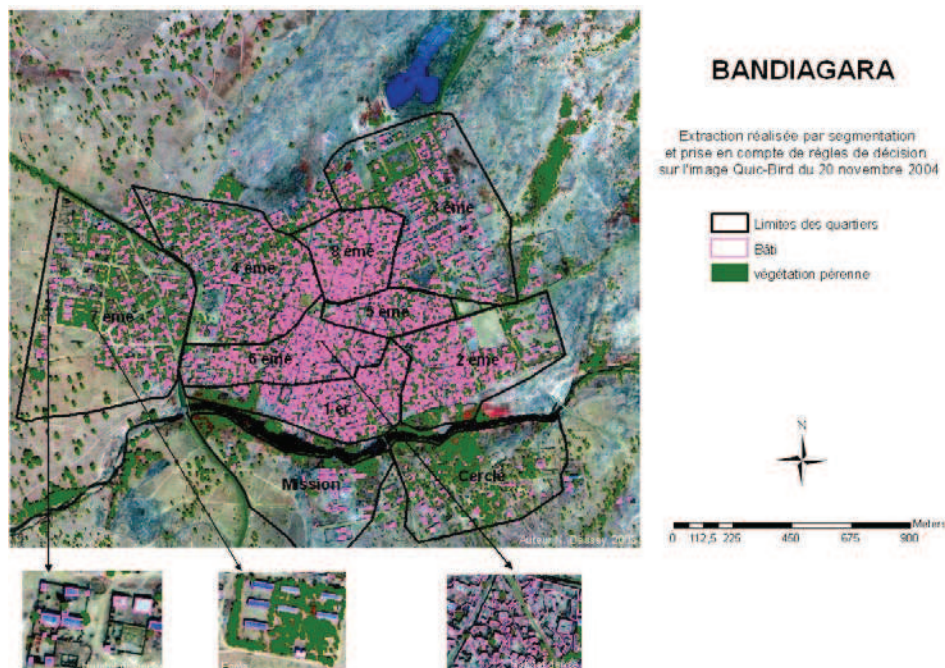 BANDIAGARA
Extraction réalisée par segmentation
et prise en compte de règles de décision
sur l'image Quic-Bird du 20 novembre 2004
Limites des quartiers
Bâti
végétation pérenne
3 ème
8 ème
4 ème
5 ème
7 ème
6 ème
2 ème
1 er
Mission
Cercle
N
Meters
0 112,5 225 450 675 900
Auteur N. Dessay